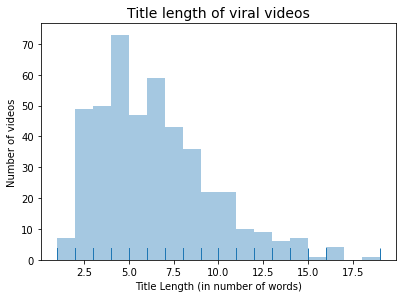 Title length of viral videos
Number of videos
70
60
50
40
30
20
10
0
2.5 5.0 7.5 10.0 12.5 15.0 17.5
Title Length (in number of words)